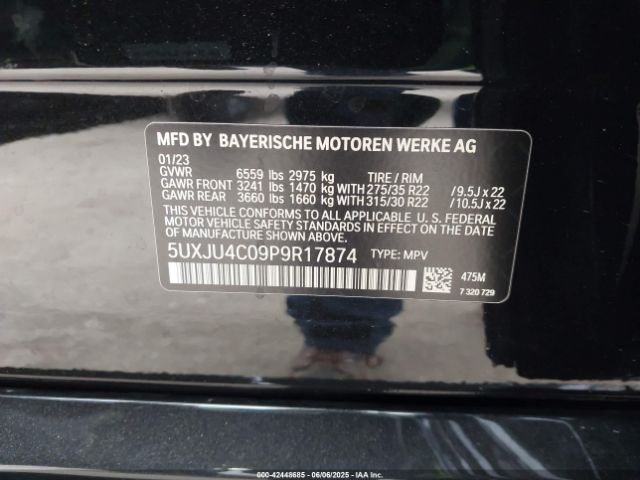 MFD BY BAYERISCHE MOTOREN WERKE AG
01/23
GVWR 6559 lbs 2975 kg TIRE / RIM
GAWR FRONT 3241 lbs 1470 kg WITH 275/35 R22 / 9.5J x 22
GAWR REAR 3660 lbs 1660 kg WITH 315/30 R22 / 10.5J x 22
THIS VEHICLE CONFORMS TO ALL APPLICABLE U. S. FEDERAL
MOTOR VEHICLE SAFETY STANDARDS IN EFFECT ON THE DATE
OF MANUFACTURE SHOWN ABOVE.
5UXJU4C09P9R17874 TYPE: MPV
475M
7 320 729
000-42448685 - 06/06/2025 - IAAI.COM